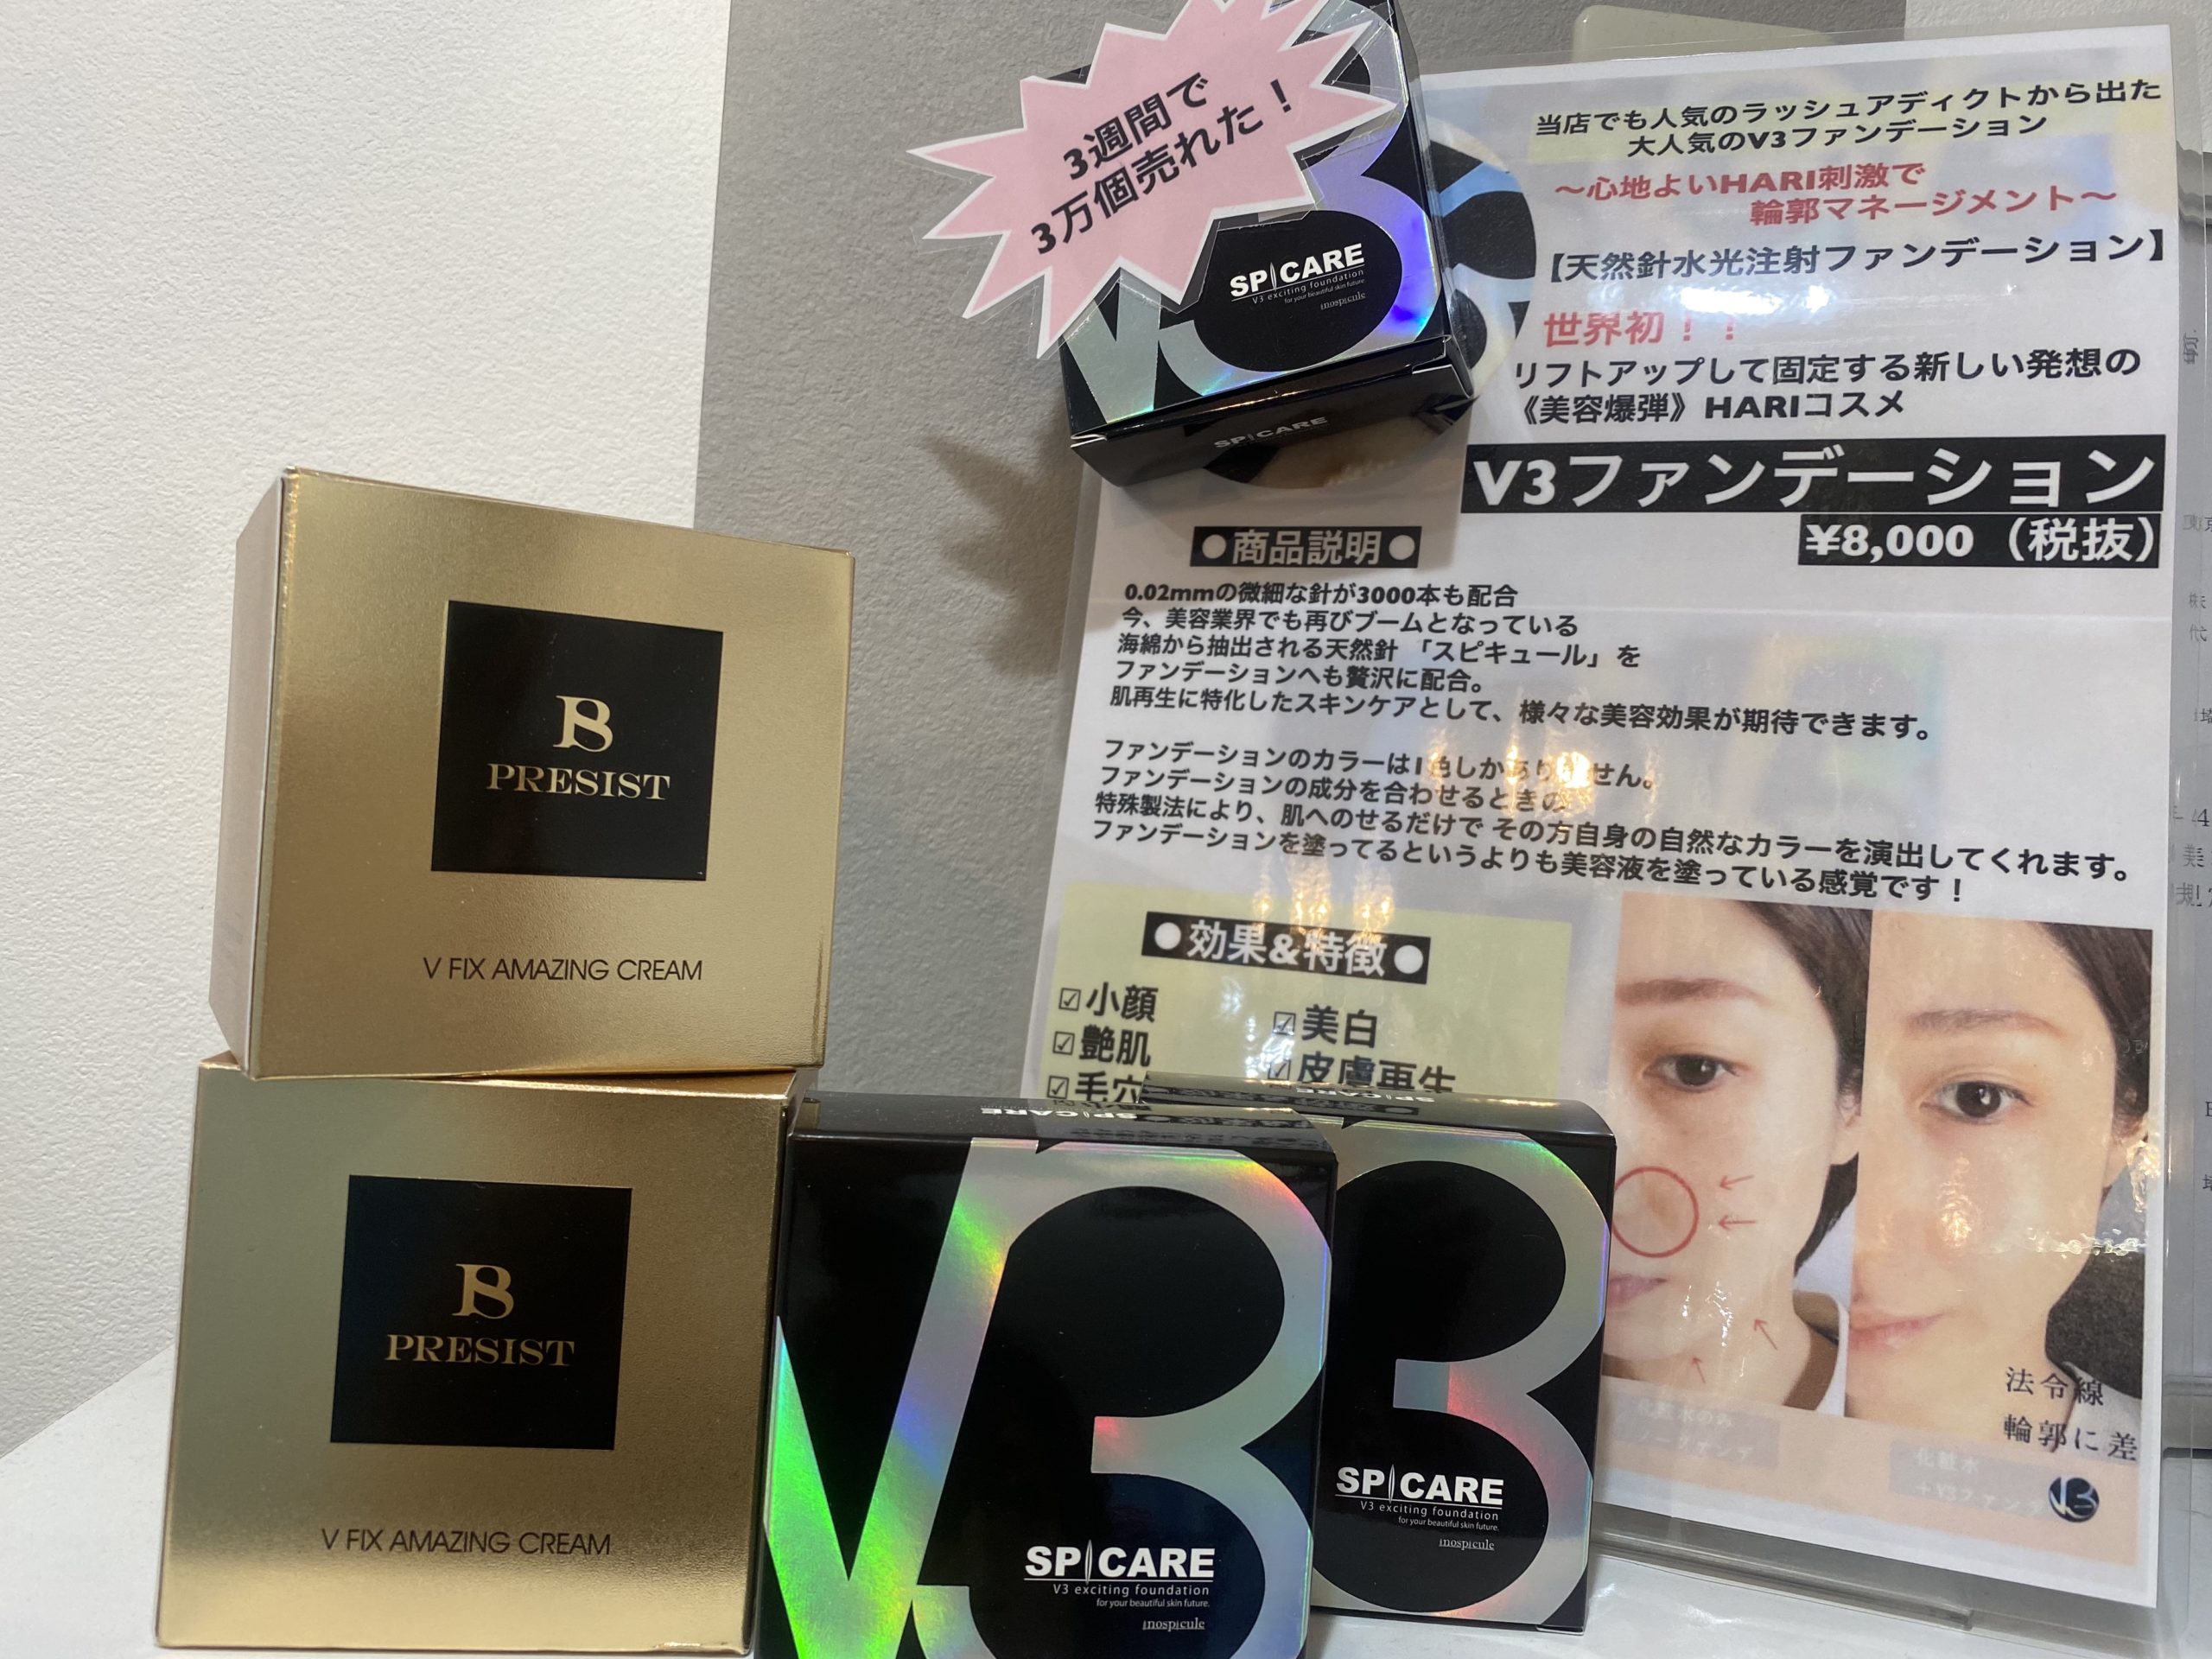 3週間で
3万個売れた！
SPICARE
V3 exciting foundation
for your beautiful skin future.
inospicule
SPICARE
当店でも人気のラッシュアディクトから出た
大人気のV3ファンデーション
〜心地よいHARI刺激で
輪郭マネージメント〜
【天然針水光注射ファンデーション】
世界初！！
リフトアップして固定する新しい発想の
《美容爆弾》HARIコスメ
V3ファンデーション
¥8,000（税抜）
●商品説明●
0.02mmの微細な針が3000本も配合
今、美容業界でも再びブームとなっている
海綿から抽出される天然針 「スピキュール」を
ファンデーションへも贅沢に配合。
肌再生に特化したスキンケアとして、様々な美容効果が期待できます。
ファンデーションのカラーは1色しかありません。
ファンデーションの成分を合わせるときの
特殊製法により、肌へのせるだけで その方自身の自然なカラーを演出してくれます。
ファンデーションを塗ってるというよりも美容液を塗っている感覚です！
●効果&特徴●
☑小顔
☑美白
☑艶肌
☑皮膚再生
☑毛穴
法令線
輪郭に差
化粧水
V3
B
PRESIST
V FIX AMAZING CREAM
B
PRESIST
V FIX AMAZING CREAM
SPICARE
V3
SPICARE
V3 exciting foundation
for your beautiful skin future.
inospicule
SPICARE
3
SPICARE
V3 exciting foundation
for your beautiful skin future.
inospicule